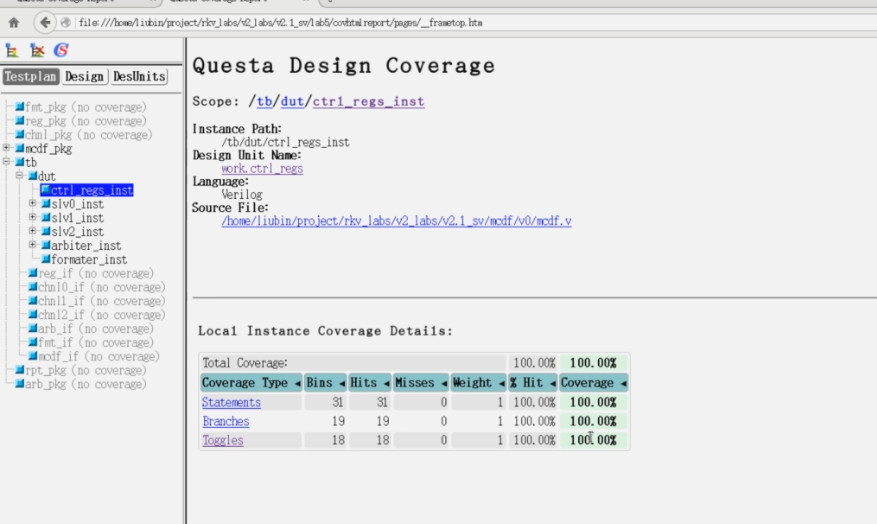 file:///home/liubin/project/rkv_labs/v2_labs/v2.1_sv/lab5/covhtmlreport/pages/__frametop.htm
Testplan Design DesUnits
fmt_pkg (no coverage)
reg_pkg (no coverage)
chnl_pkg (no coverage)
mcdf_pkg
tb
dut
ctrl_regs_inst
slv0_inst
slv1_inst
slv2_inst
arbiter_inst
formater_inst
reg_if (no coverage)
chnl0_if (no coverage)
chnl1_if (no coverage)
chnl2_if (no coverage)
arb_if (no coverage)
fmt_if (no coverage)
mcdf_if (no coverage)
rpt_pkg (no coverage)
arb_pkg (no coverage)
Questa Design Coverage
Scope: /tb/dut/ctrl_regs_inst
Instance Path:
/tb/dut/ctrl_regs_inst
Design Unit Name:
work.ctrl_regs
Language:
Verilog
Source File:
/home/liubin/project/rkv_labs/v2_labs/v2.1_sv/mcdf/v0/mcdf.v
Local Instance Coverage Details:
Total Coverage: 100.00% 100.00%
Coverage Type Bins Hits Misses Weight % Hit Coverage
Statements 31 31 0 1 100.00% 100.00%
Branches 19 19 0 1 100.00% 100.00%
Toggles 18 18 0 1 100.00% 100.00%